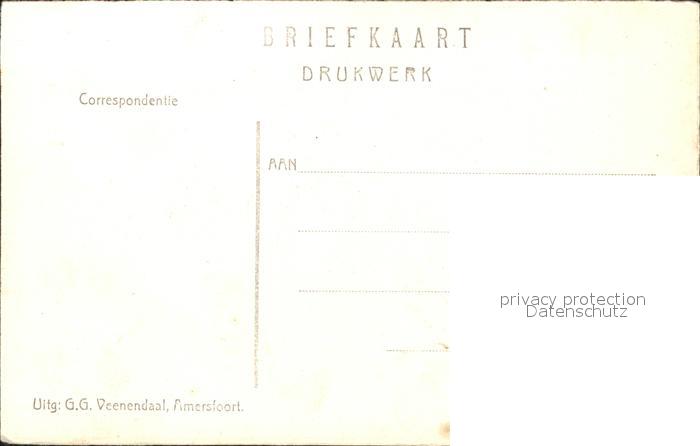 BRIEFKAART
DRUKWERK
Correspondentie
AAN
privacy protection
Datenschutz
Uitg: G.G. Veenendaal, Amersfoort.